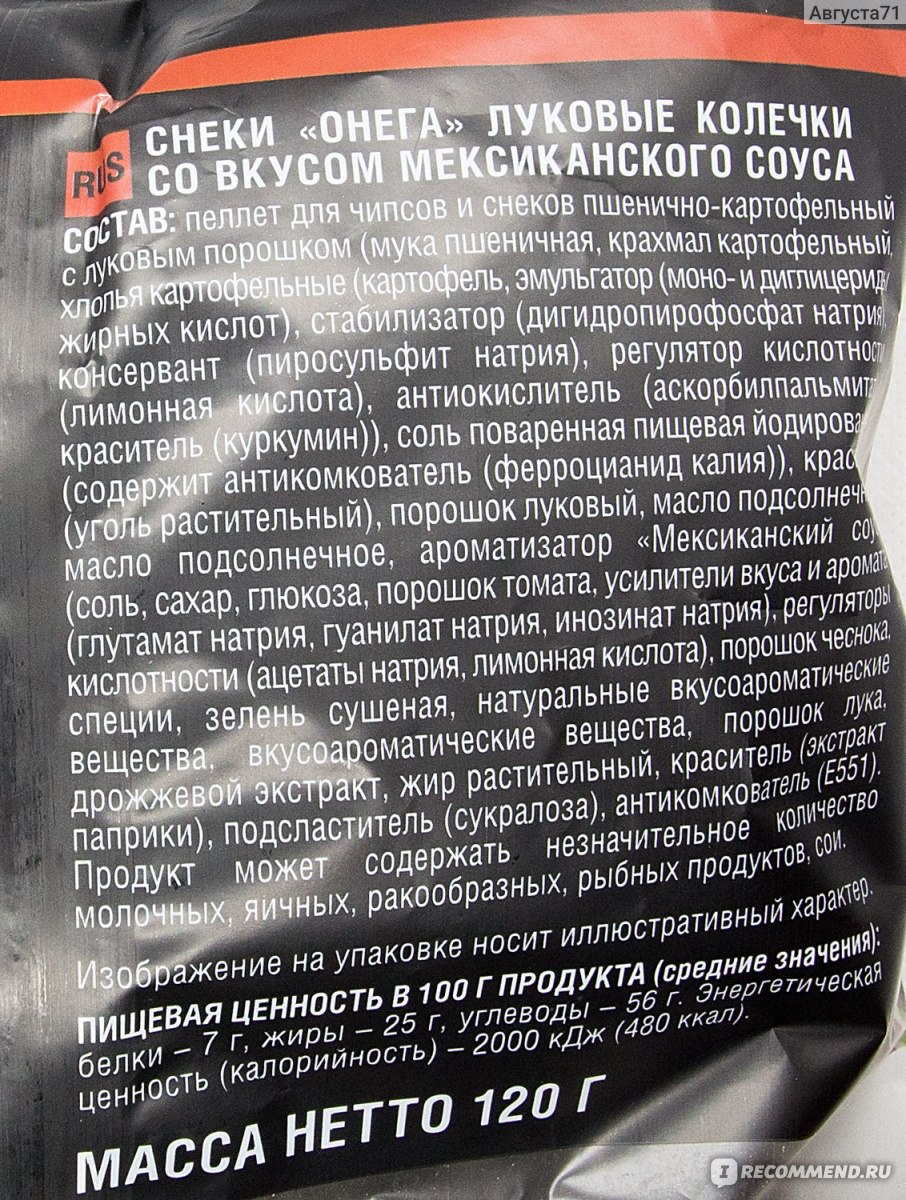 Августа71
СНЕКИ «ОНЕГА» ЛУКОВЫЕ КОЛЕЧКИ
RUS
СО ВКУСОМ МЕКСИКАНСКОГО СОУСА
СОСТАВ: пеллет для чипсов и снеков пшенично-картофельный
с луковым порошком (мука пшеничная, крахмал картофельный,
хлопья картофельные (картофель, эмульгатор (моно- и диглицериды
жирных кислот), стабилизатор (дигидропирофосфат натрия),
консервант (пиросульфит натрия), регулятор кислотности
(лимонная кислота), антиокислитель (аскорбилпальмит
краситель (куркумин)), соль поваренная пищевая йодирова
(содержит антикомкователь (ферроцианид калия)), крас
(уголь растительный), порошок луковый, масло подсолнечн
масло подсолнечное, ароматизатор «Мексиканский соус
(соль, сахар, глюкоза, порошок томата, усилители вкуса и аромата
(глутамат натрия, гуанилат натрия, инозинат натрия), регуляторы
кислотности (ацетаты натрия, лимонная кислота), порошок чеснока,
специи, зелень сушеная, натуральные вкусоароматические
вещества, вкусоароматические вещества, порошок лука,
дрожжевой экстракт, жир растительный, краситель (экстракт
паприки), подсластитель (сукралоза), антикомкователь (Е551).
Продукт может содержать незначительное количество
молочных, яичных, ракообразных, рыбных продуктов, сои.
Изображение на упаковке носит иллюстративный характер.
ПИЩЕВАЯ ЦЕННОСТЬ В 100 Г ПРОДУКТА (средние значения):
белки – 7 г, жиры – 25 г, углеводы – 56 г. Энергетическая
ценность (калорийность) – 2000 кДж (480 ккал).
МАССА НЕТТО 120 Г
I RECOMMEND.RU